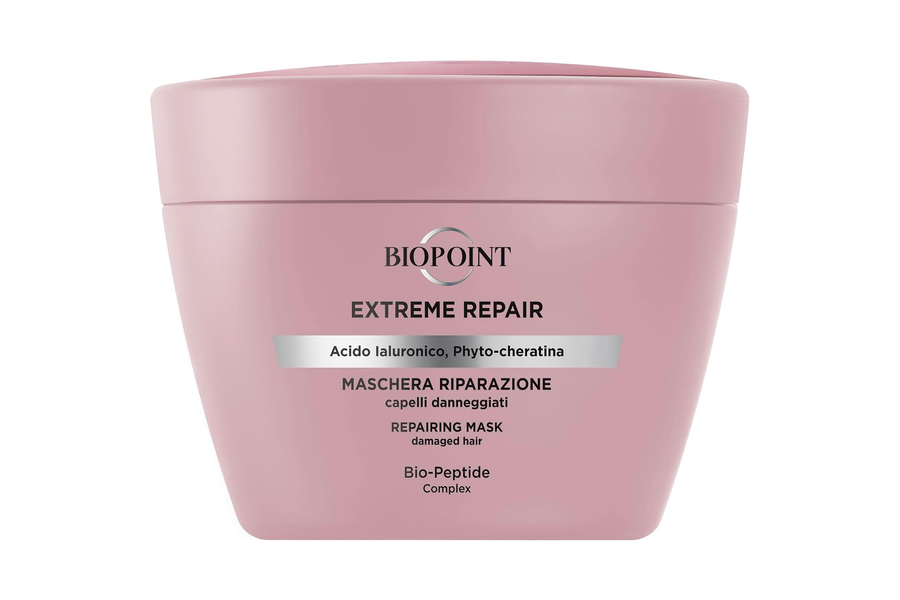 BIOPOINT
EXTREME REPAIR
Acido Ialuronico, Phyto-cheratina
MASCHERA RIPARAZIONE
capelli danneggiati
REPAIRING MASK
damaged hair
Bio-Peptide
Complex